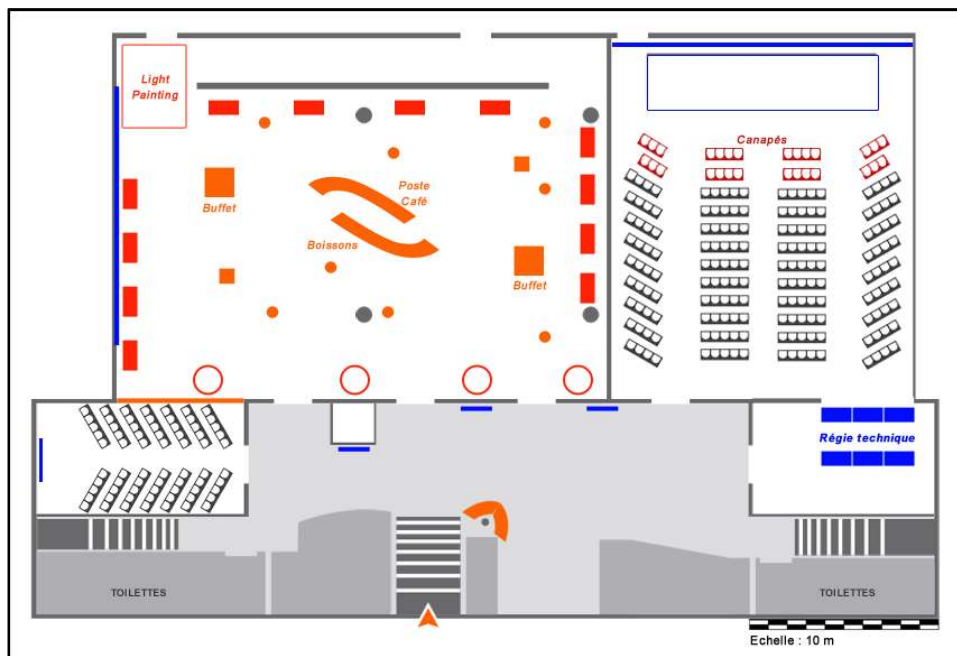 Light
Painting
Canapés
Poste
Café
Buffet
Boissons
Buffet
Régie technique
TOILETTES
TOILETTES
Echelle : 10 m